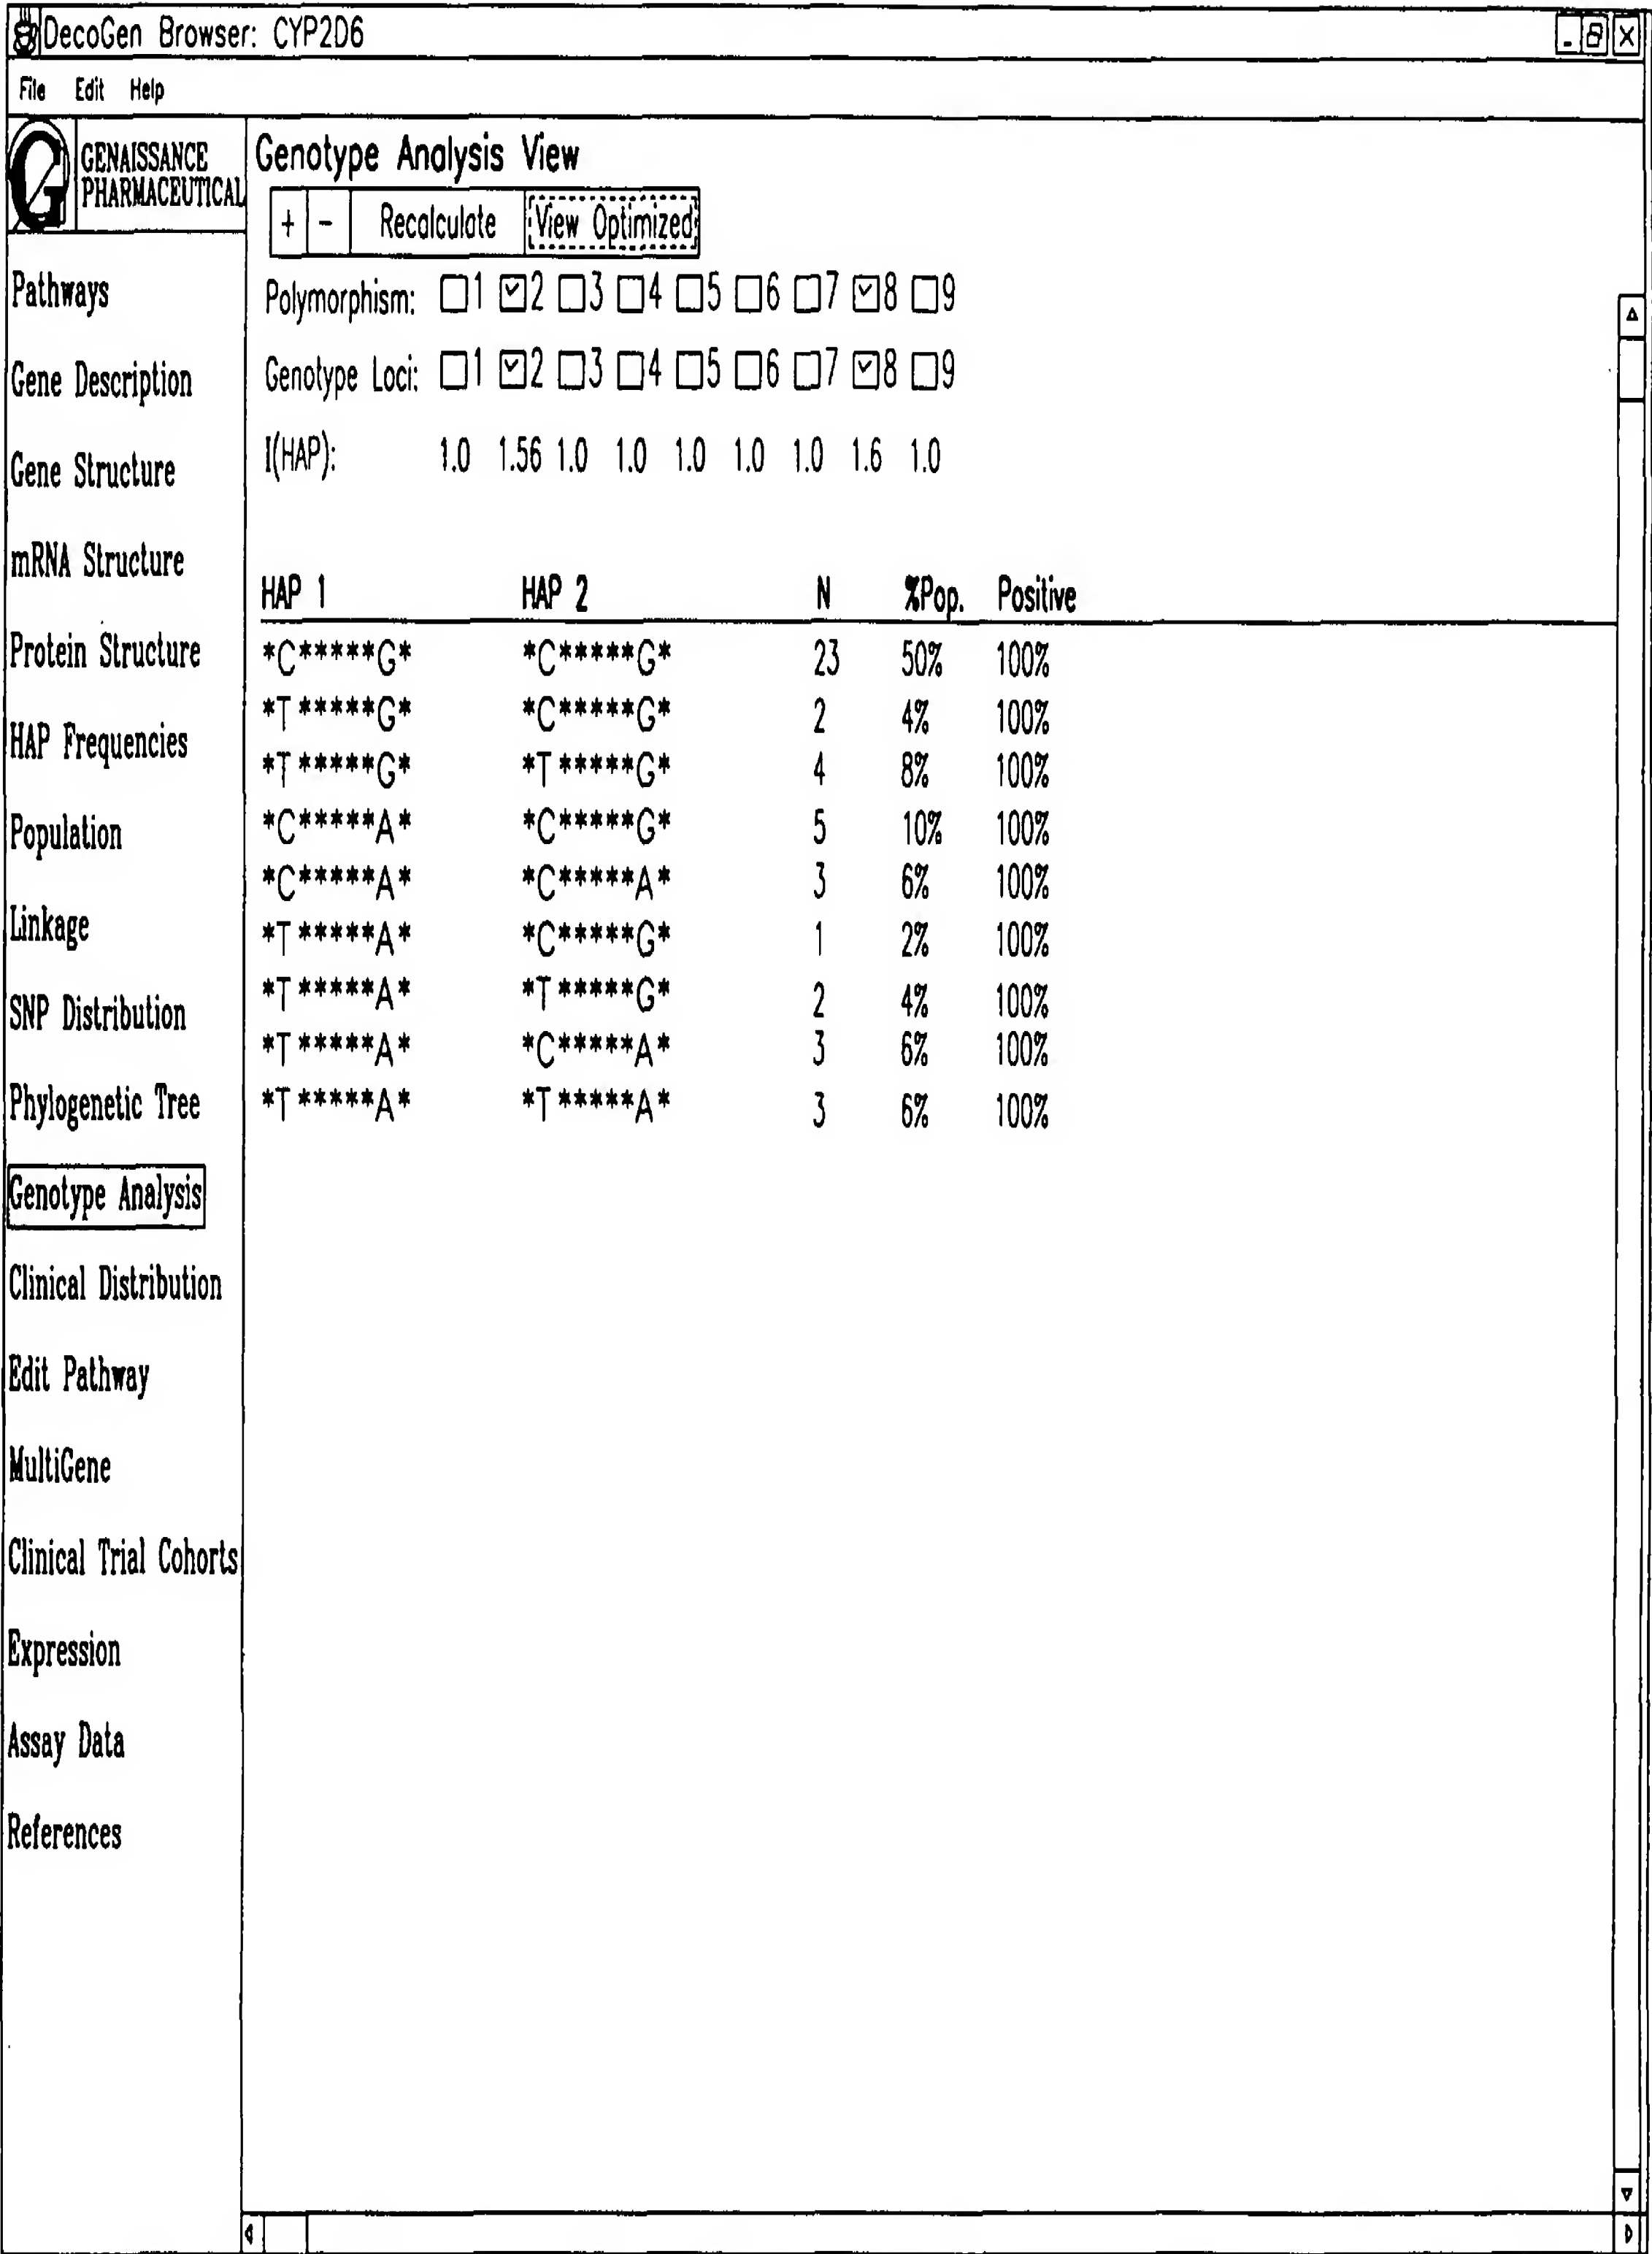 DecoGen Browser: CYP2D6
File Edit Help
GENAISSANCE
PHARMACEUTICAL
Pathways
Gene Description
Gene Structure
mRNA Structure
Protein Structure
HAP Frequencies
Population
Linkage
SNP Distribution
Phylogenetic Tree
Genotype Analysis
Clinical Distribution
Edit Pathway
MultiGene
Clinical Trial Cohorts
Expression
Assay Data
References
Genotype Analysis View
+ - Recalculate View Optimized
Polymorphism: 1 2 3 4 5 6 7 8 9
Genotype Loci: 1 2 3 4 5 6 7 8 9
I(HAP): 1.0 1.56 1.0 1.0 1.0 1.0 1.0 1.6 1.0
HAP 1 HAP 2 N %Pop. Positive
*C*****G* *C*****G* 23 50% 100%
*T*****G* *C*****G* 2 4% 100%
*T*****G* *T*****G* 4 8% 100%
*C*****A* *C*****G* 5 10% 100%
*C*****A* *C*****A* 3 6% 100%
*T*****A* *C*****G* 1 2% 100%
*T*****A* *T*****G* 2 4% 100%
*T*****A* *C*****A* 3 6% 100%
*T*****A* *T*****A* 3 6% 100%